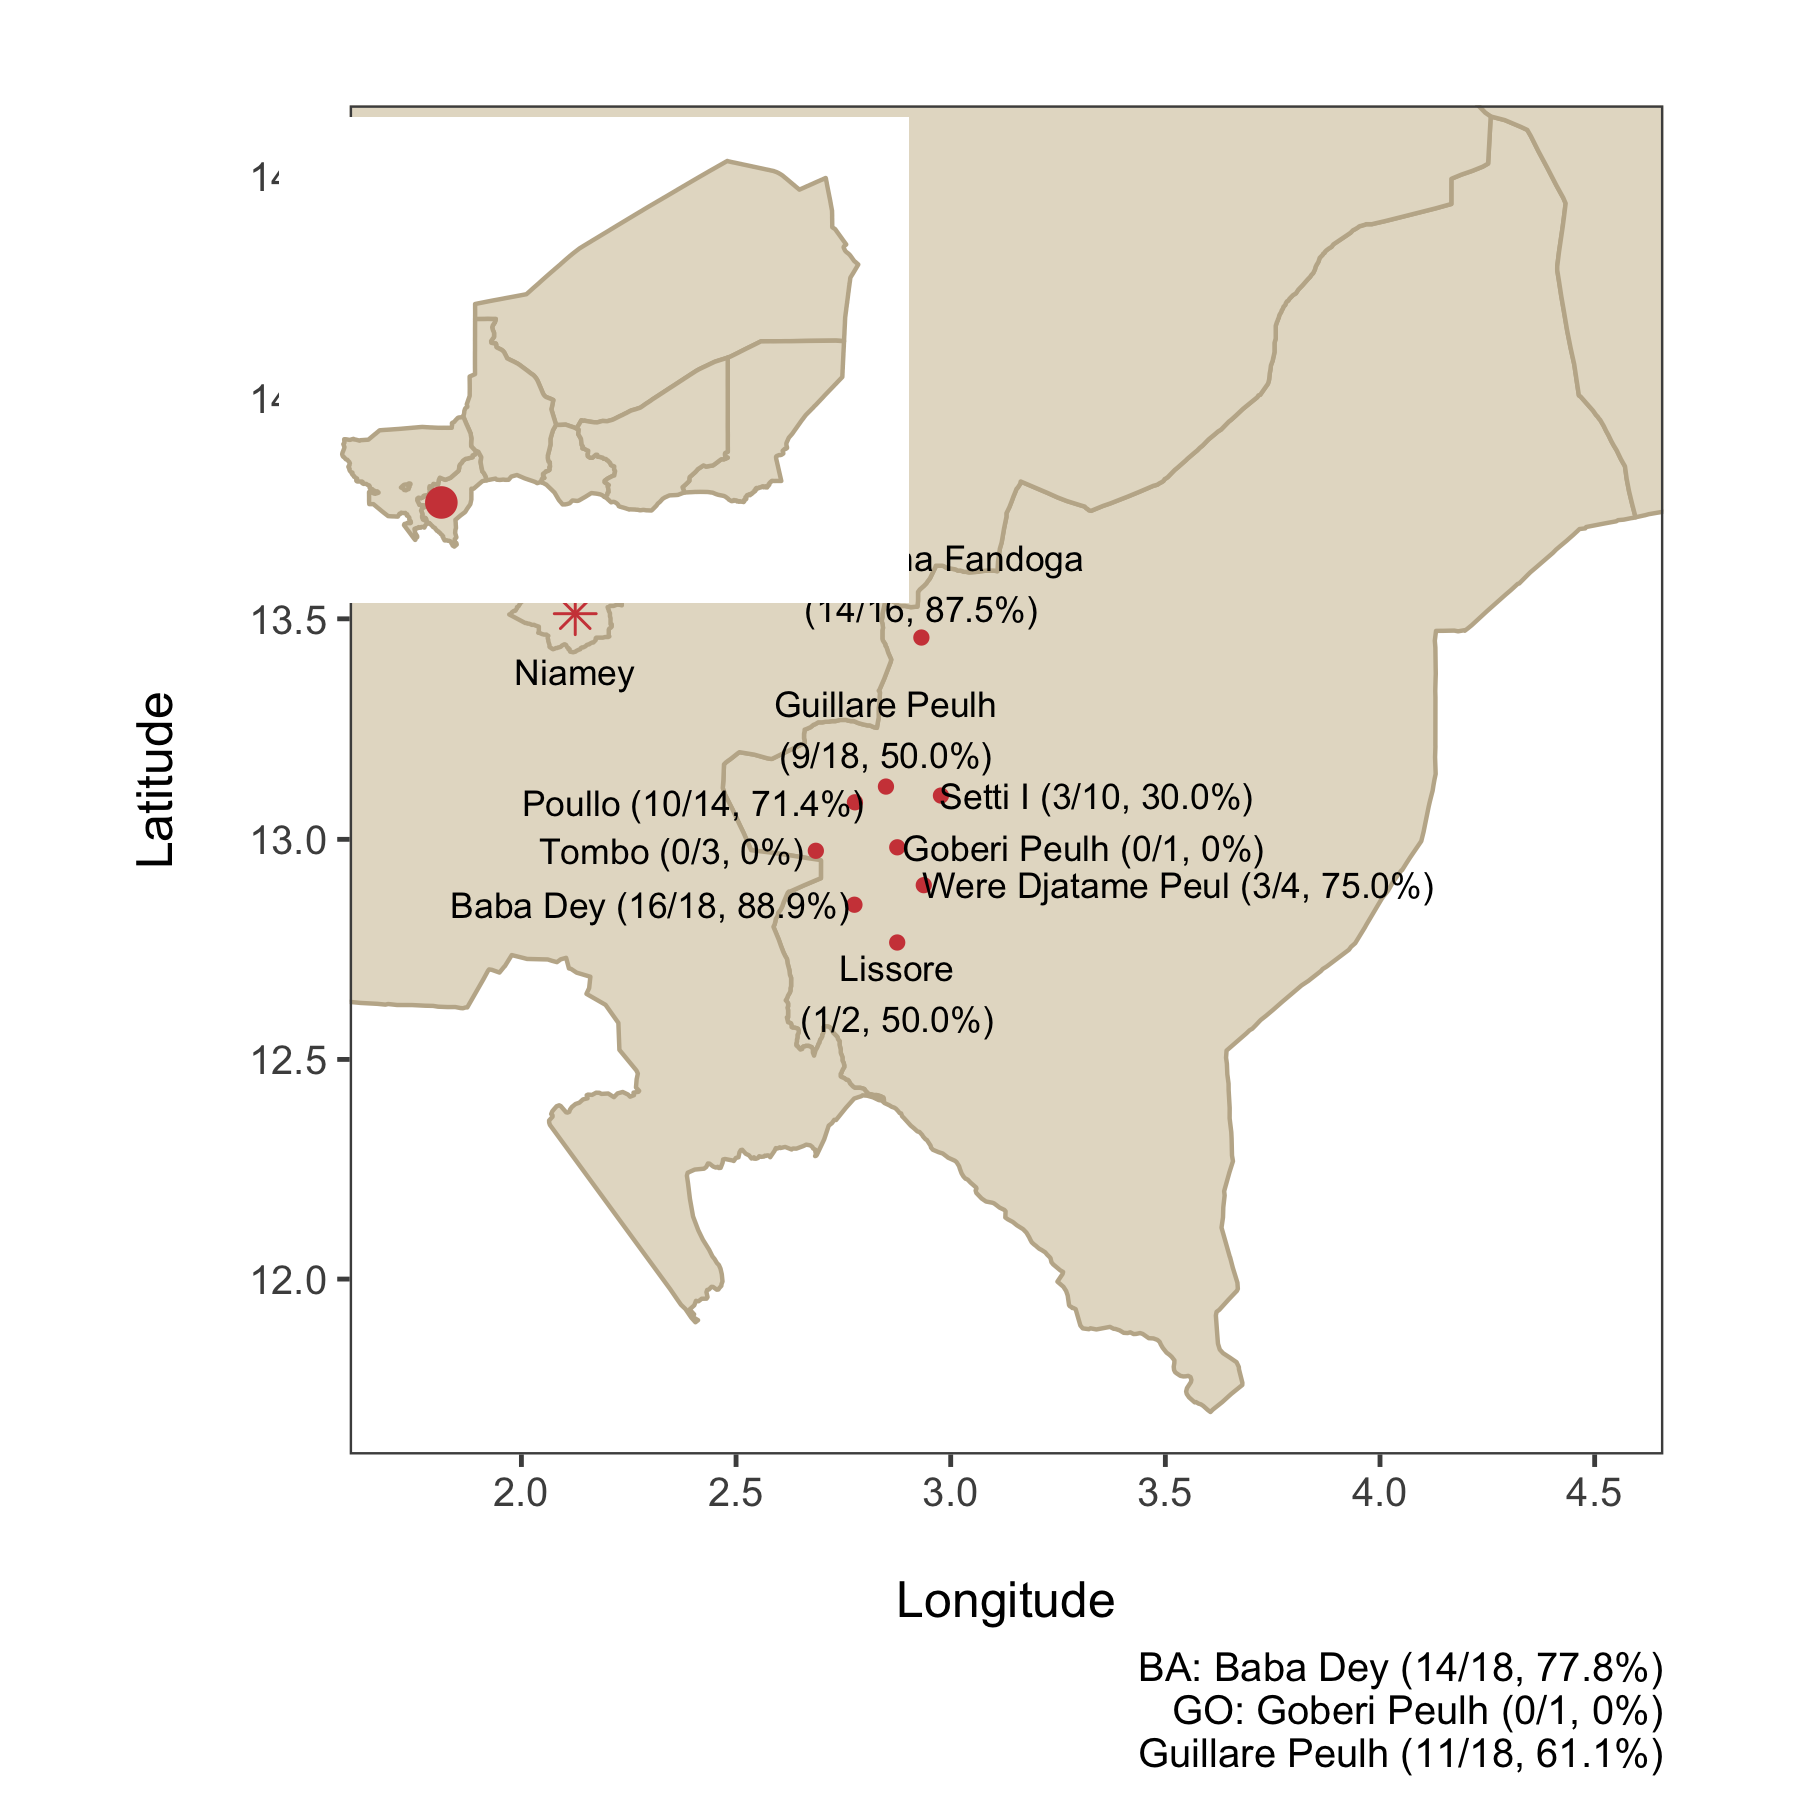 13.5
13.0
12.5
12.0
Latitude
Fandoga
(14/16, 87.5%)
Niamey
Guillare Peulh
(9/18, 50.0%)
Poullo (10/14, 71.4%)
Setti I (3/10, 30.0%)
Tombo (0/3, 0%)
Goberi Peulh (0/1, 0%)
Were Djatame Peul (3/4, 75.0%)
Baba Dey (16/18, 88.9%)
Lissore
(1/2, 50.0%)
2.0
2.5
3.0
3.5
4.0
4.5
Longitude
BA: Baba Dey (14/18, 77.8%)
GO: Goberi Peulh (0/1, 0%)
Guillare Peulh (11/18, 61.1%)